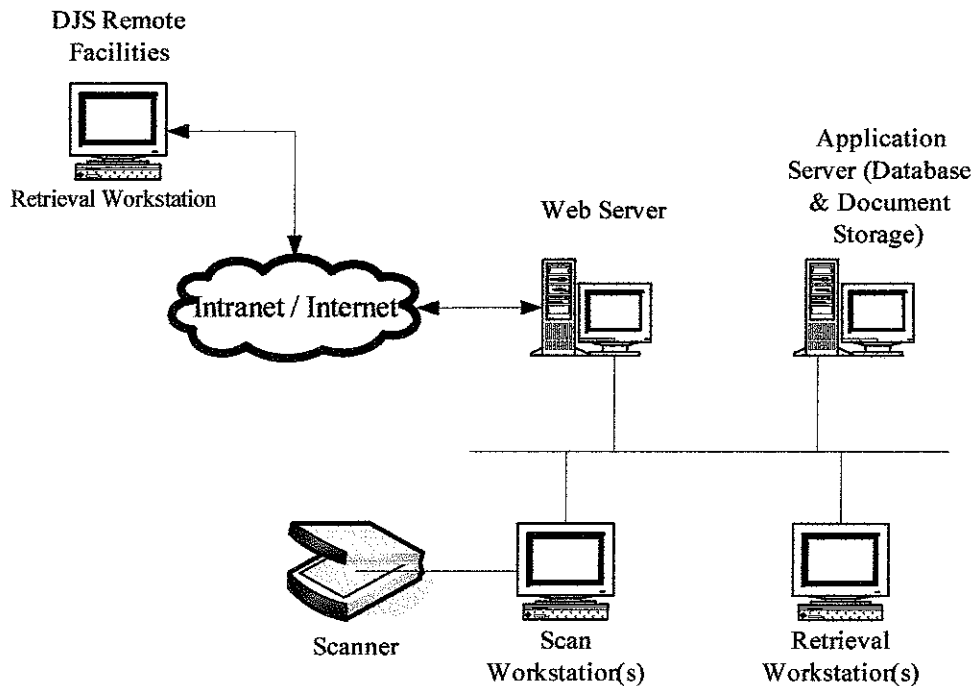 DJS Remote
Facilities
Retrieval Workstation
Application
Server (Database
& Document
Storage)
Web Server
Intranet / Internet
Scanner
Scan
Workstation(s)
Retrieval
Workstation(s)